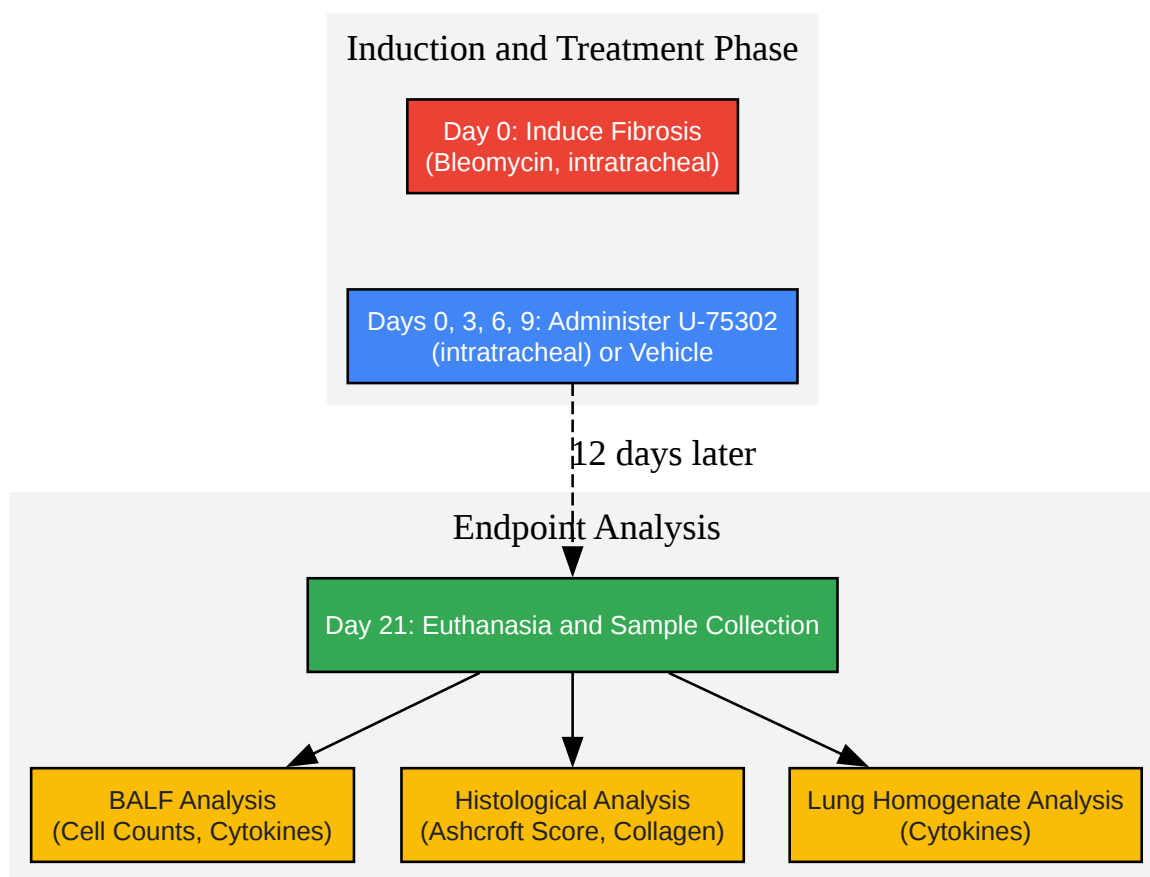 Induction and Treatment Phase
Day 0: Induce Fibrosis
(Bleomycin, intratracheal)
Days 0, 3, 6, 9: Administer U-75302
(intratracheal) or Vehicle
12 days later
Endpoint Analysis
Day 21: Euthanasia and Sample Collection
BALF Analysis
(Cell Counts, Cytokines)
Histological Analysis
(Ashcroft Score, Collagen)
Lung Homogenate Analysis
(Cytokines)